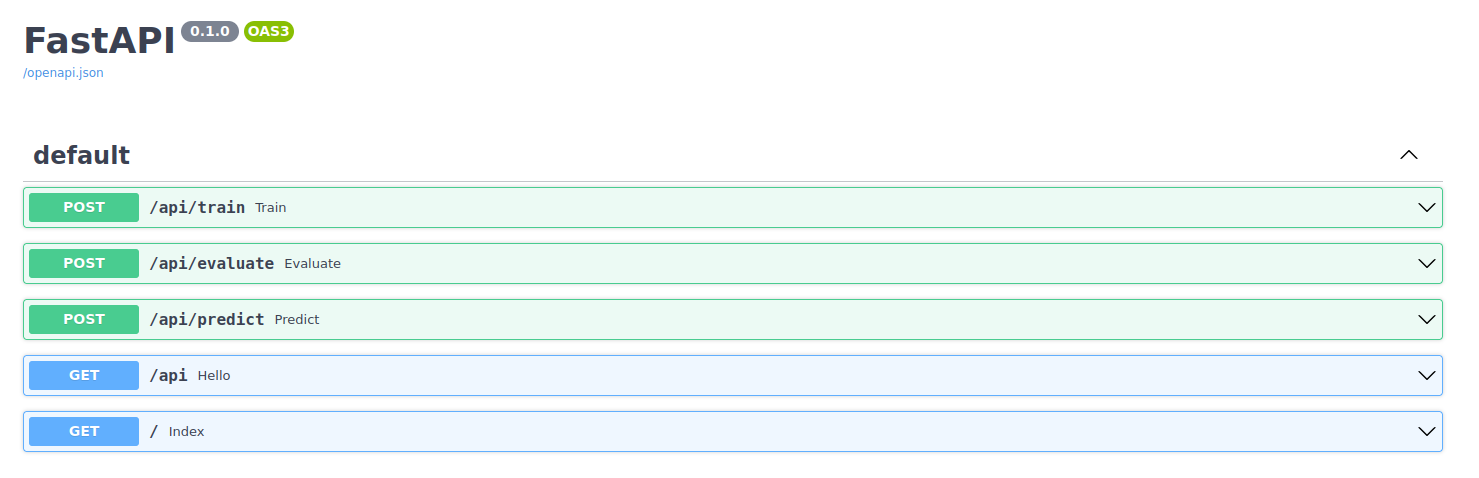 FastAPI 0.1.0 OAS3
/openapi.json
default
POST /api/train Train
POST /api/evaluate Evaluate
POST /api/predict Predict
GET /api Hello
GET / Index